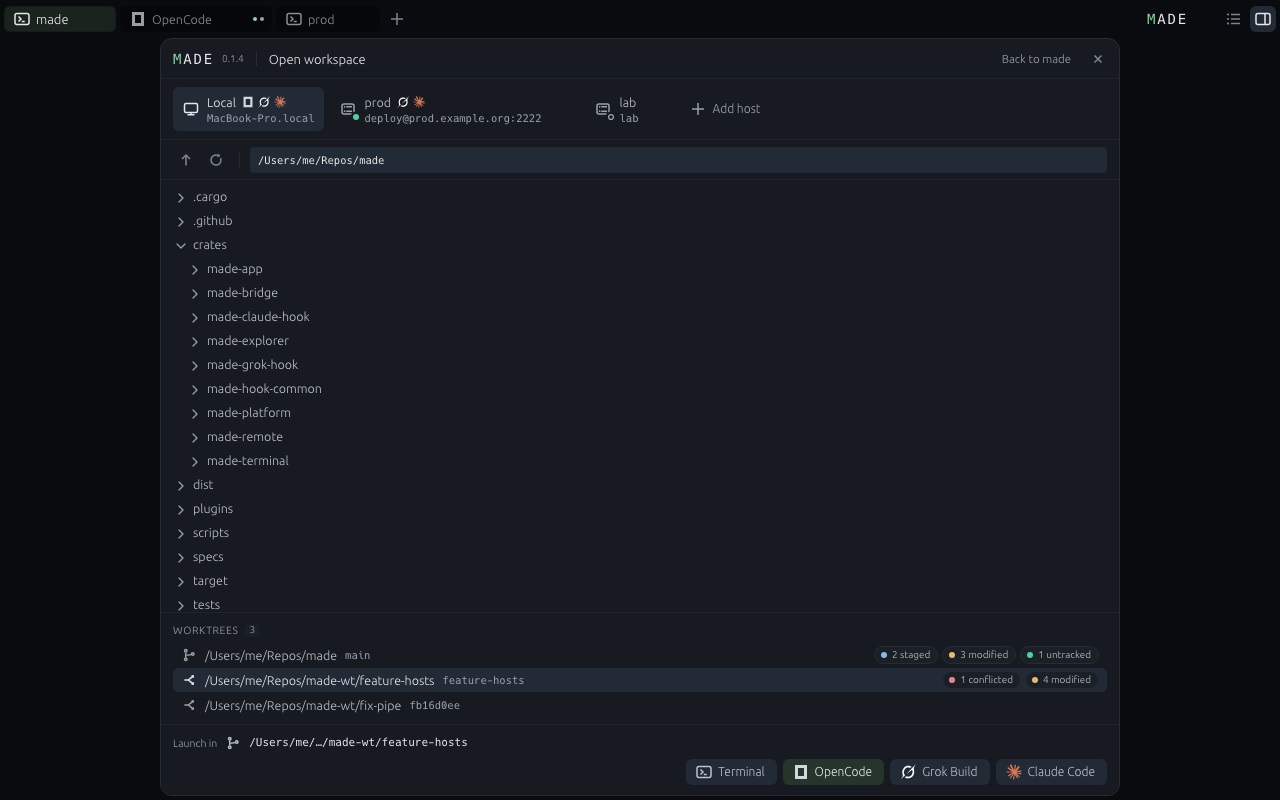 made OpenCode prod MADE
MADE 0.1.4 Open workspace Back to made
Local prod lab Add host
MacBook-Pro.local deploy@prod.example.org:2222 lab
/Users/me/Repos/made
.cargo
.github
crates
made-app
made-bridge
made-claude-hook
made-explorer
made-grok-hook
made-hook-common
made-platform
made-remote
made-terminal
dist
plugins
scripts
specs
target
tests
WORKTREES 3
/Users/me/Repos/made main 2 staged 3 modified 1 untracked
/Users/me/Repos/made-wt/feature-hosts feature-hosts 1 conflicted 4 modified
/Users/me/Repos/made-wt/fix-pipe fb16d0ee
Launch in /Users/me/…/made-wt/feature-hosts
Terminal OpenCode Grok Build Claude Code